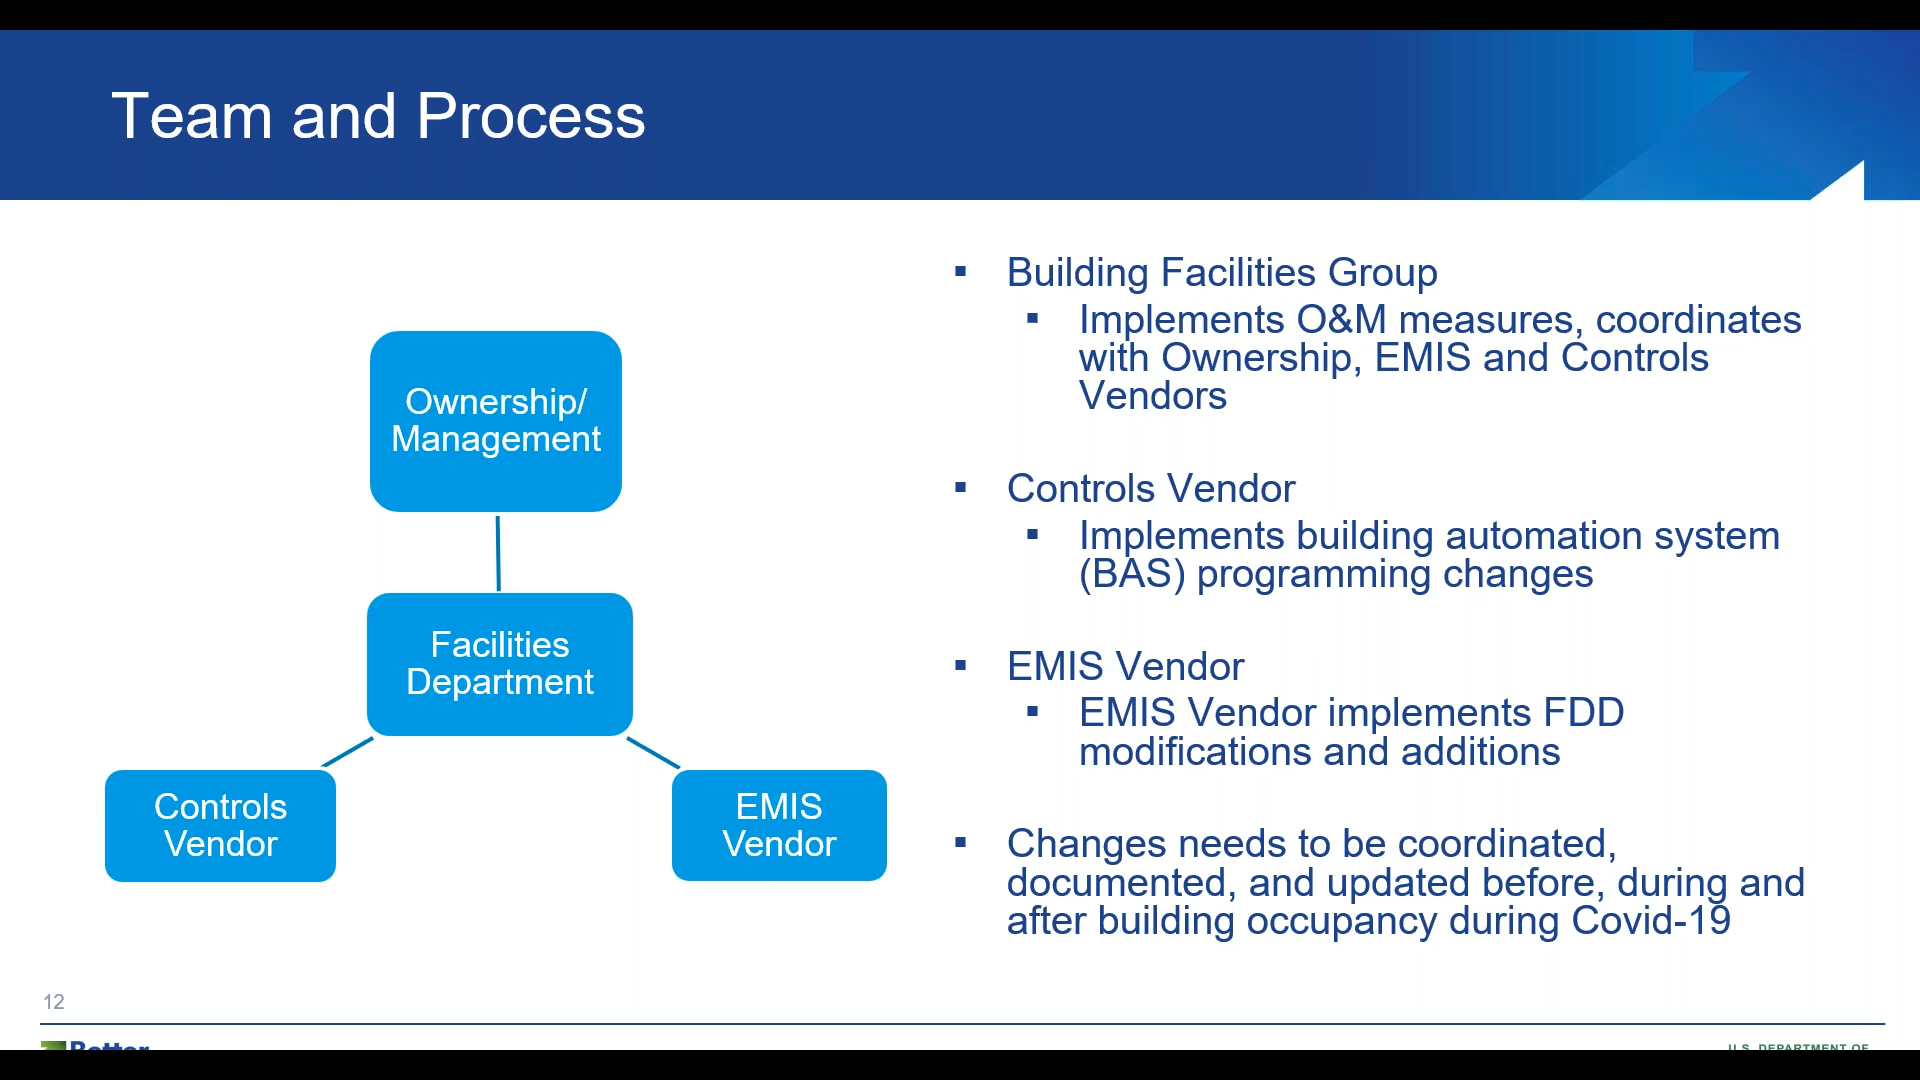 Team and Process
Ownership/
Management
Facilities
Department
Controls
Vendor
EMIS
Vendor
▪ Building Facilities Group
▪ Implements O&M measures, coordinates
with Ownership, EMIS and Controls
Vendors
▪ Controls Vendor
▪ Implements building automation system
(BAS) programming changes
▪ EMIS Vendor
▪ EMIS Vendor implements FDD
modifications and additions
▪ Changes needs to be coordinated,
documented, and updated before, during and
after building occupancy during Covid-19
12
Better
U.S. DEPARTMENT OF